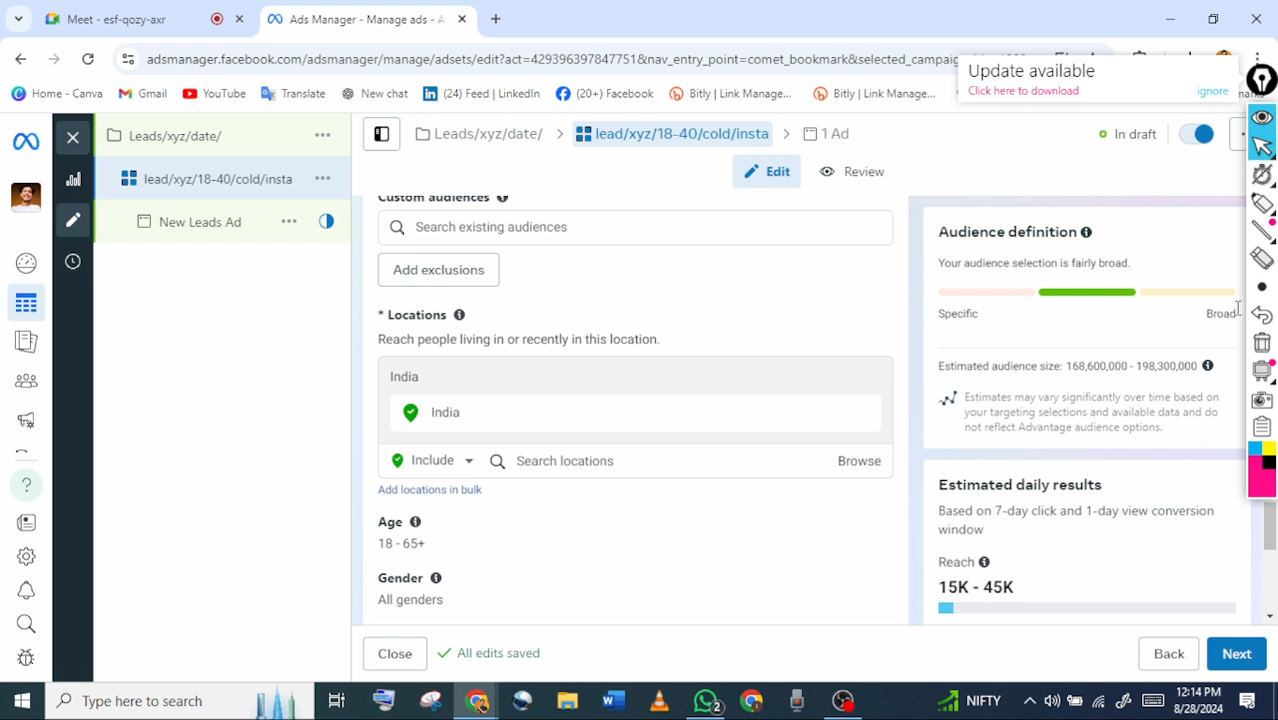 Meet - esf-qozy-axr
Ads Manager - Manage ads - A
adsmanager.facebook.com/adsmanager/manage/adsets/edit?act=429396397847751&nav_entry_point=comet_bookmark&selected_campaig
Update available
Click here to download
ignore
Home - Canva
Gmail
YouTube
Translate
New chat
(24) Feed | LinkedIn
(20+) Facebook
Bitly | Link Manage...
Bitly | Link Manage...
Leads/xyz/date/
lead/xyz/18-40/cold/insta
New Leads Ad
Leads/xyz/date/
lead/xyz/18-40/cold/insta
1 Ad
In draft
Edit
Review
Custom audiences
Search existing audiences
Add exclusions
* Locations
Reach people living in or recently in this location.
India
India
Include
Search locations
Browse
Add locations in bulk
Age
18 - 65+
Gender
All genders
Audience definition
Your audience selection is fairly broad.
Specific
Broad
Estimated audience size: 168,600,000 - 198,300,000
Estimates may vary significantly over time based on
your targeting selections and available data and do
not reflect Advantage audience options.
Estimated daily results
Based on 7-day click and 1-day view conversion
window
Reach
15K - 45K
Close
All edits saved
Back
Next
Type here to search
2
NIFTY
12:14 PM
8/28/2024